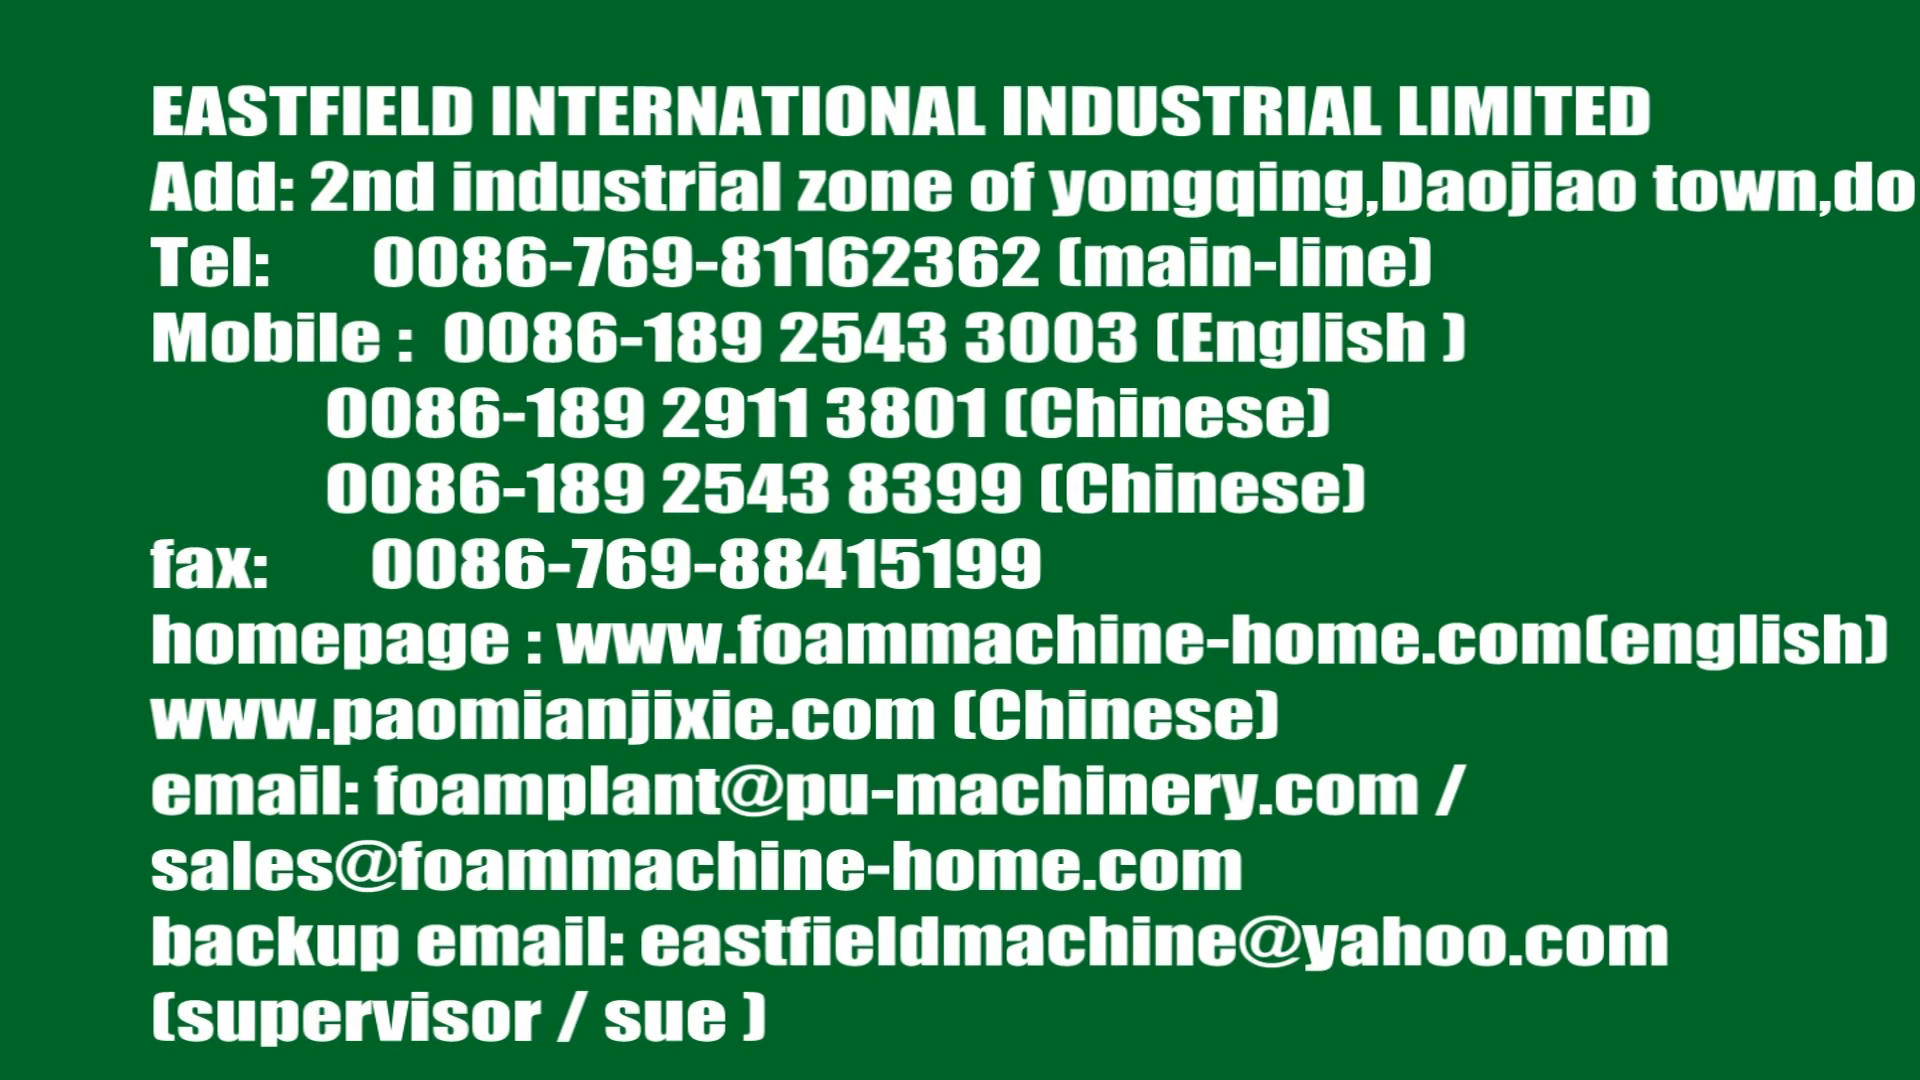 EASTFIELD INTERNATIONAL INDUSTRIAL LIMITED
Add: 2nd industrial zone of yongqing,Daojiao town,do
Tel: 0086-769-81162362 (main-line)
Mobile : 0086-189 2543 3003 (English )
0086-189 2911 3801 (Chinese)
0086-189 2543 8399 (Chinese)
fax: 0086-769-88415199
homepage : www.foammachine-home.com(english)
www.paomianjixie.com (Chinese)
email: foamplant@pu-machinery.com /
sales@foammachine-home.com
backup email: eastfieldmachine@yahoo.com
(supervisor / sue )